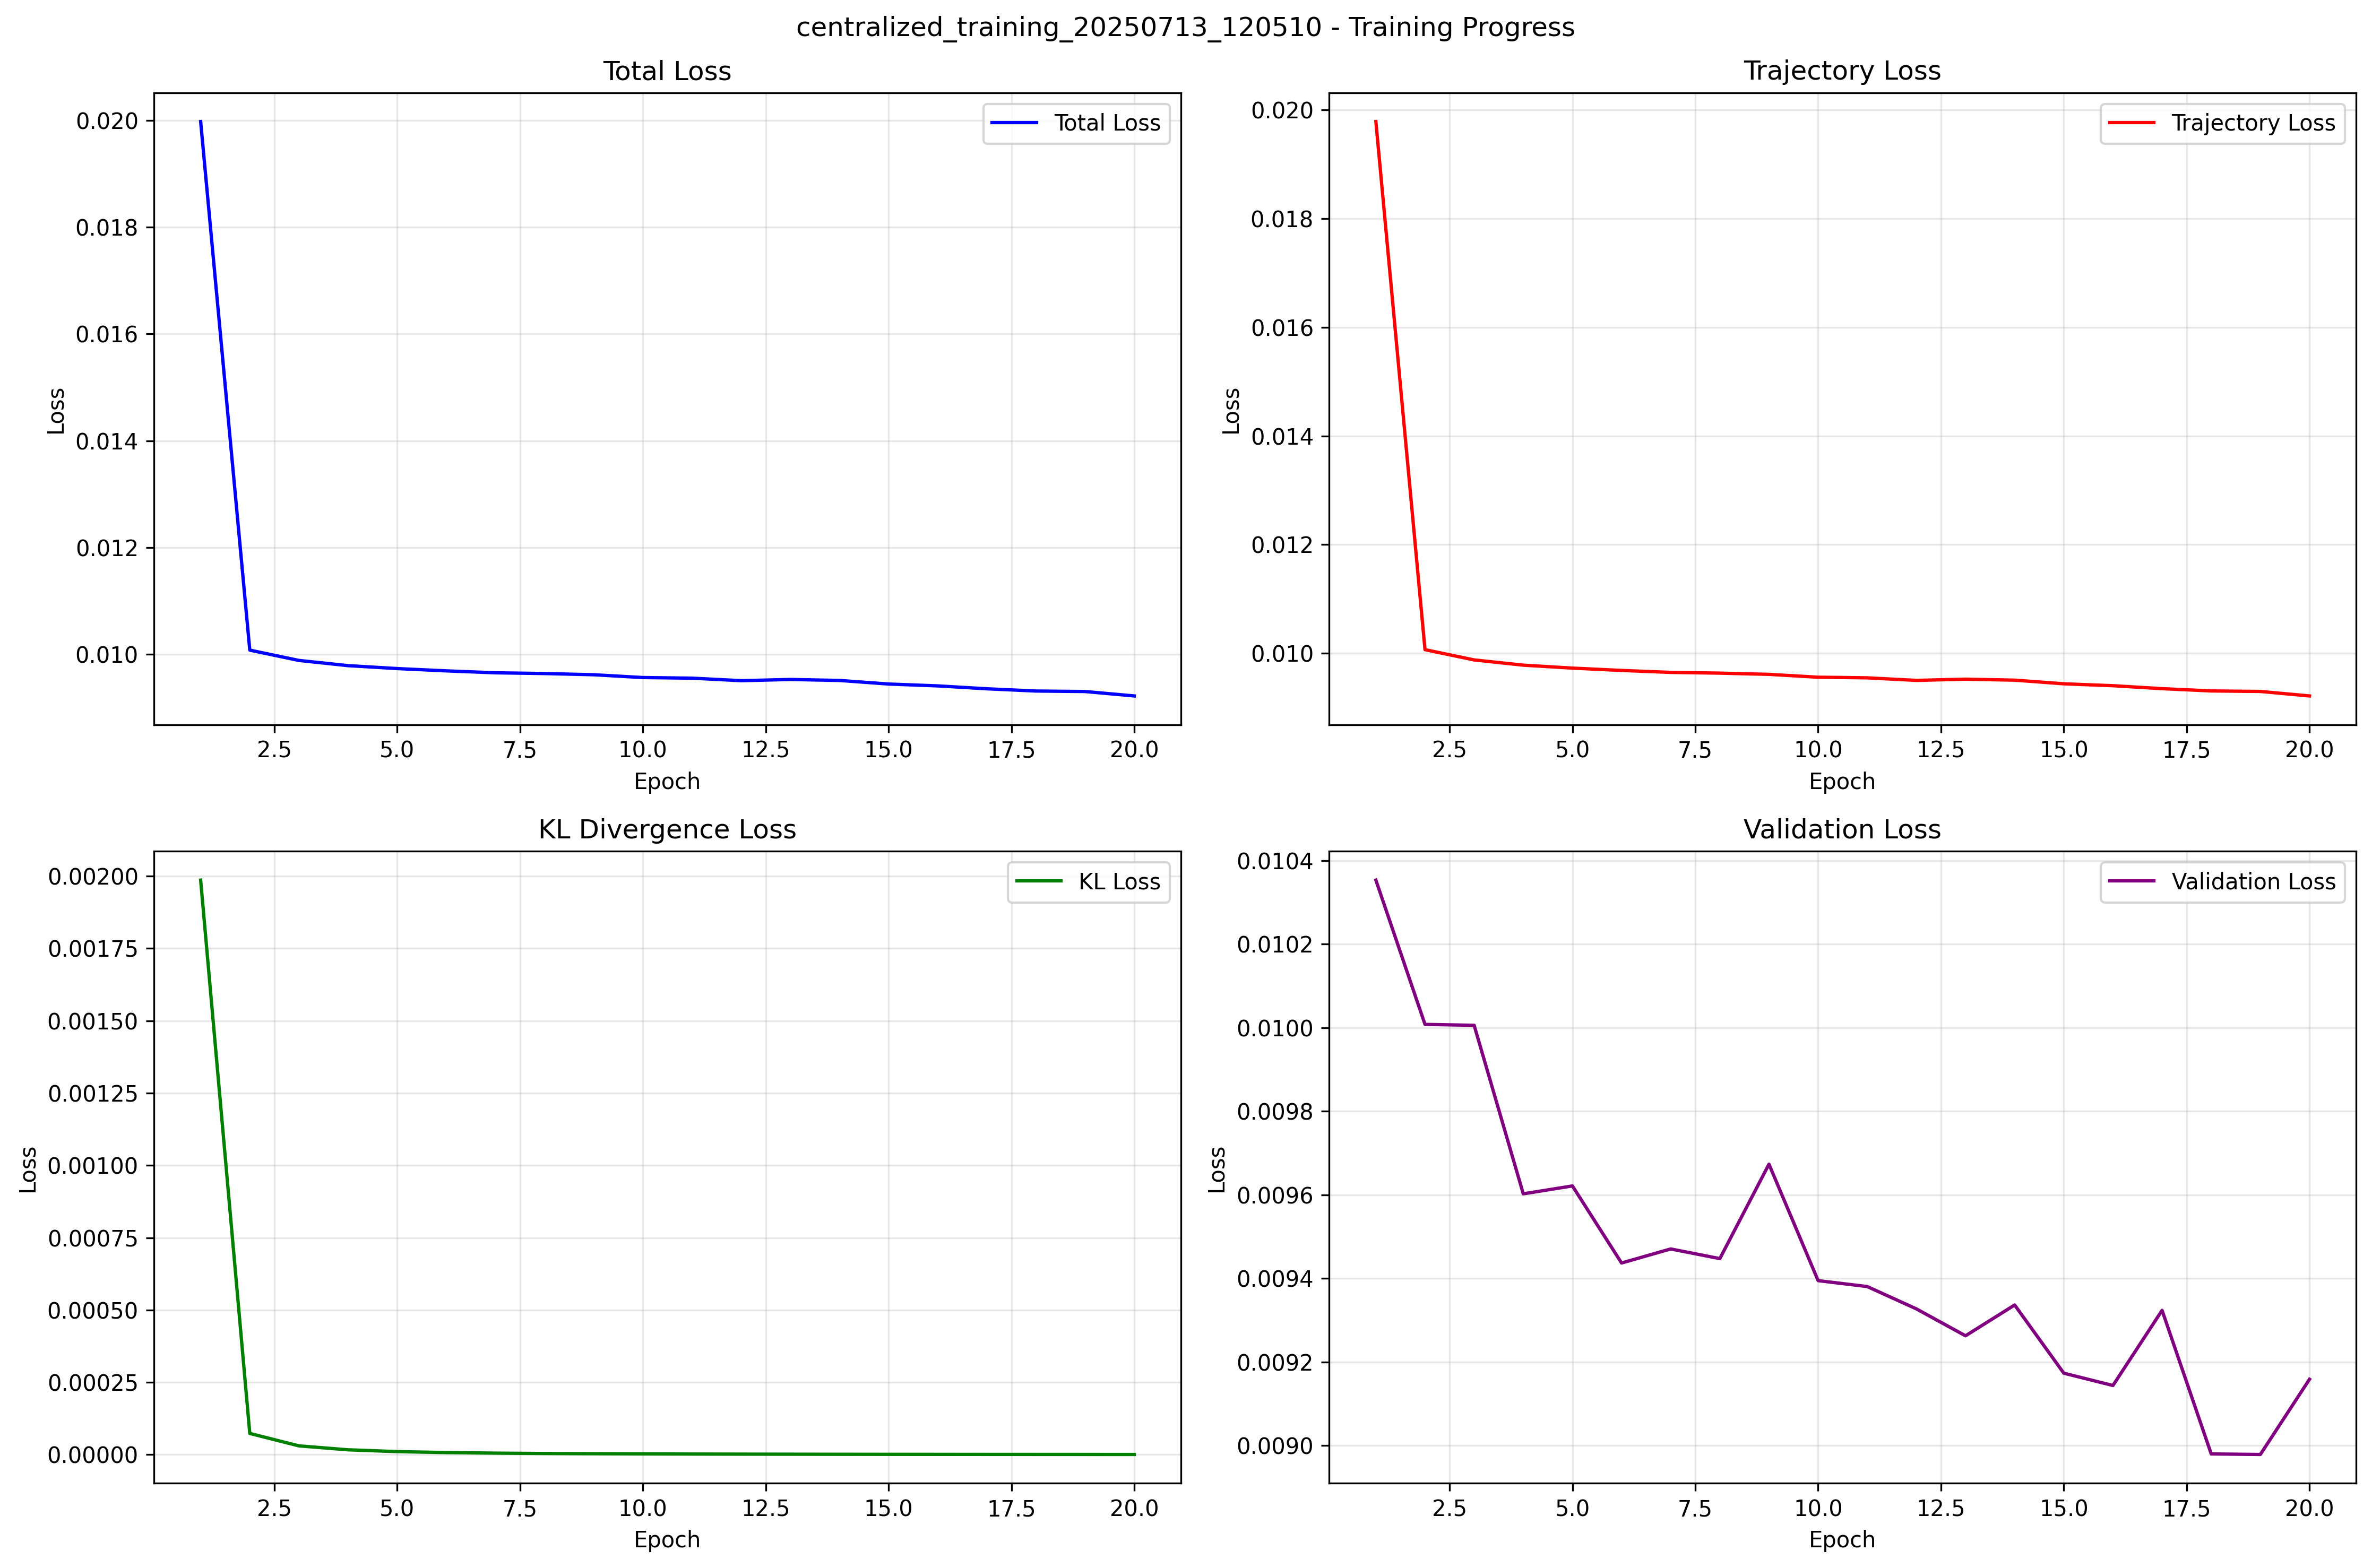 centralized_training_20250713_120510 - Training Progress
Total Loss
Total Loss
0.020
0.018
0.016
0.014
0.012
0.010
Loss
2.5 5.0 7.5 10.0 12.5 15.0 17.5 20.0
Epoch
Trajectory Loss
Trajectory Loss
0.020
0.018
0.016
0.014
0.012
0.010
Loss
2.5 5.0 7.5 10.0 12.5 15.0 17.5 20.0
Epoch
KL Divergence Loss
KL Loss
0.00200
0.00175
0.00150
0.00125
0.00100
0.00075
0.00050
0.00025
0.00000
Loss
2.5 5.0 7.5 10.0 12.5 15.0 17.5 20.0
Epoch
Validation Loss
Validation Loss
0.0104
0.0102
0.0100
0.0098
0.0096
0.0094
0.0092
0.0090
Loss
2.5 5.0 7.5 10.0 12.5 15.0 17.5 20.0
Epoch